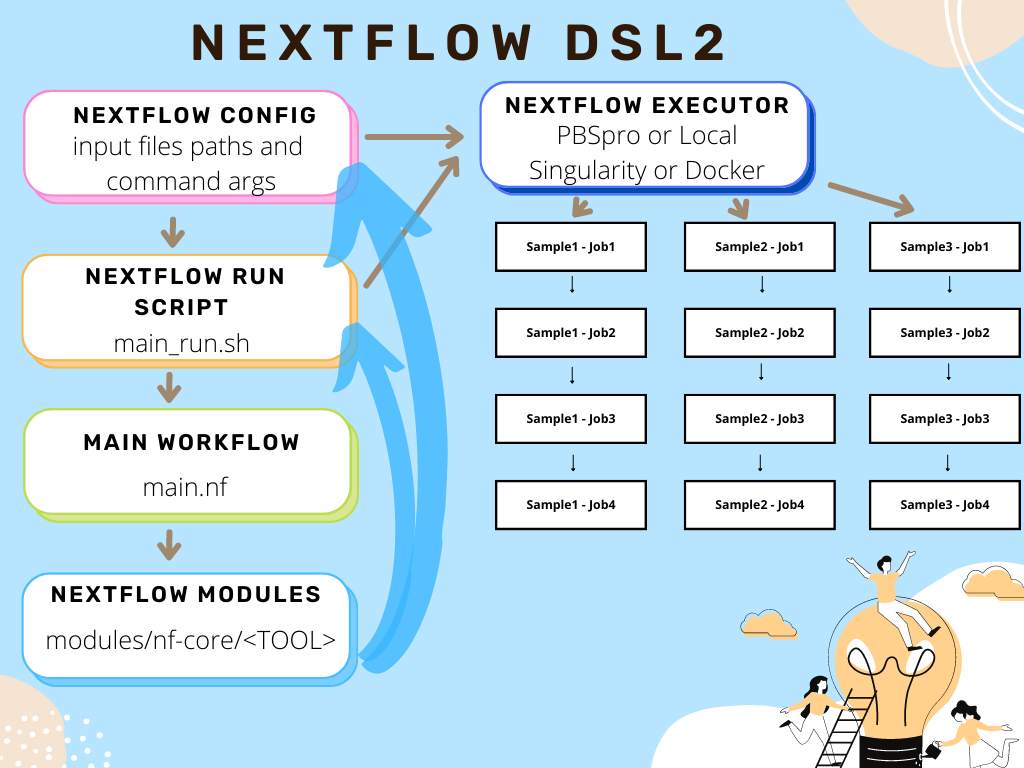 NEXTFLOW DSL2
NEXTFLOW CONFIG
input files paths and
command args
NEXTFLOW RUN
SCRIPT
main_run.sh
MAIN WORKFLOW
main.nf
NEXTFLOW MODULES
modules/nf-core/<TOOL>
NEXTFLOW EXECUTOR
PBSpro or Local
Singularity or Docker
Sample1 - Job1
Sample2 - Job1
Sample3 - Job1
Sample1 - Job2
Sample2 - Job2
Sample3 - Job2
Sample1 - Job3
Sample2 - Job3
Sample3 - Job3
Sample1 - Job4
Sample2 - Job4
Sample3 - Job4